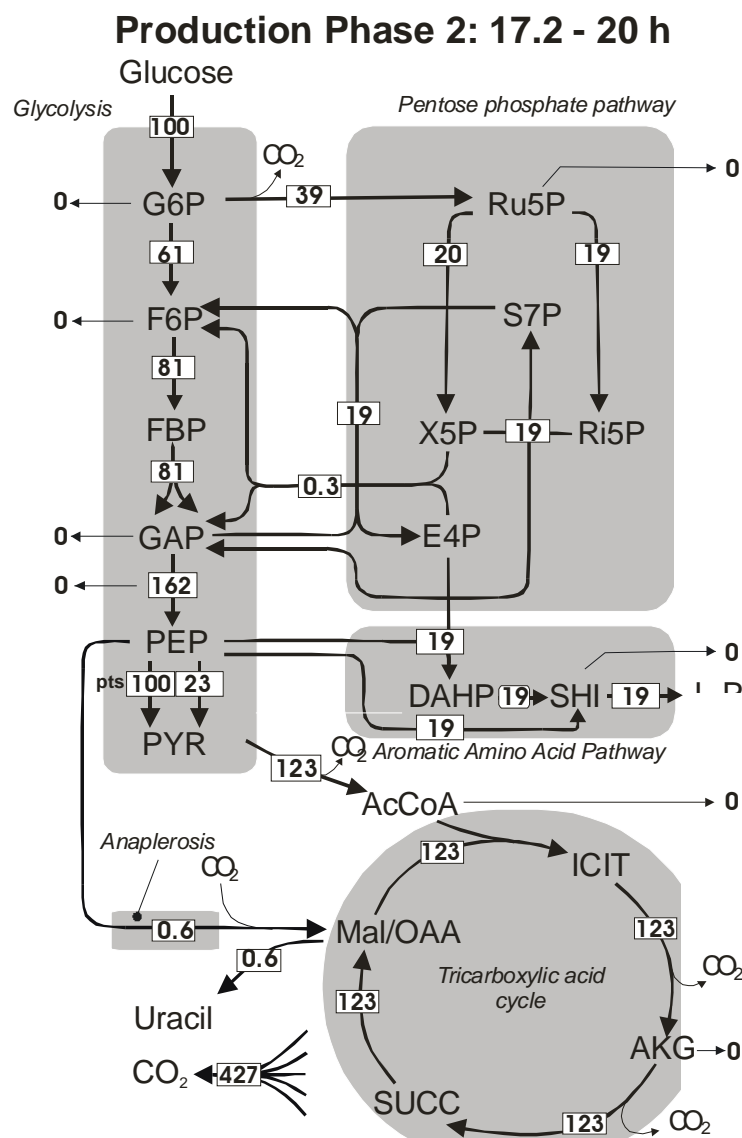 Production Phase 2: 17.2 - 20 h
Glucose
Glycolysis
Pentose phosphate pathway
100
CO2
0
0
G6P
39
Ru5P
61
20
19
0
F6P
S7P
81
19
FBP
X5P
19
Ri5P
81
0.3
0
GAP
E4P
0
162
PEP
19
0
pts
100
23
DAHP
19
SHI
19
19
PYR
CO2
Aromatic Amino Acid Pathway
123
AcCoA
0
Anaplerosis
123
CO2
ICIT
0.6
Mal/OAA
123
0.6
Tricarboxylic acid
cycle
CO2
123
Uracil
AKG
0
CO2
427
SUCC
123
CO2